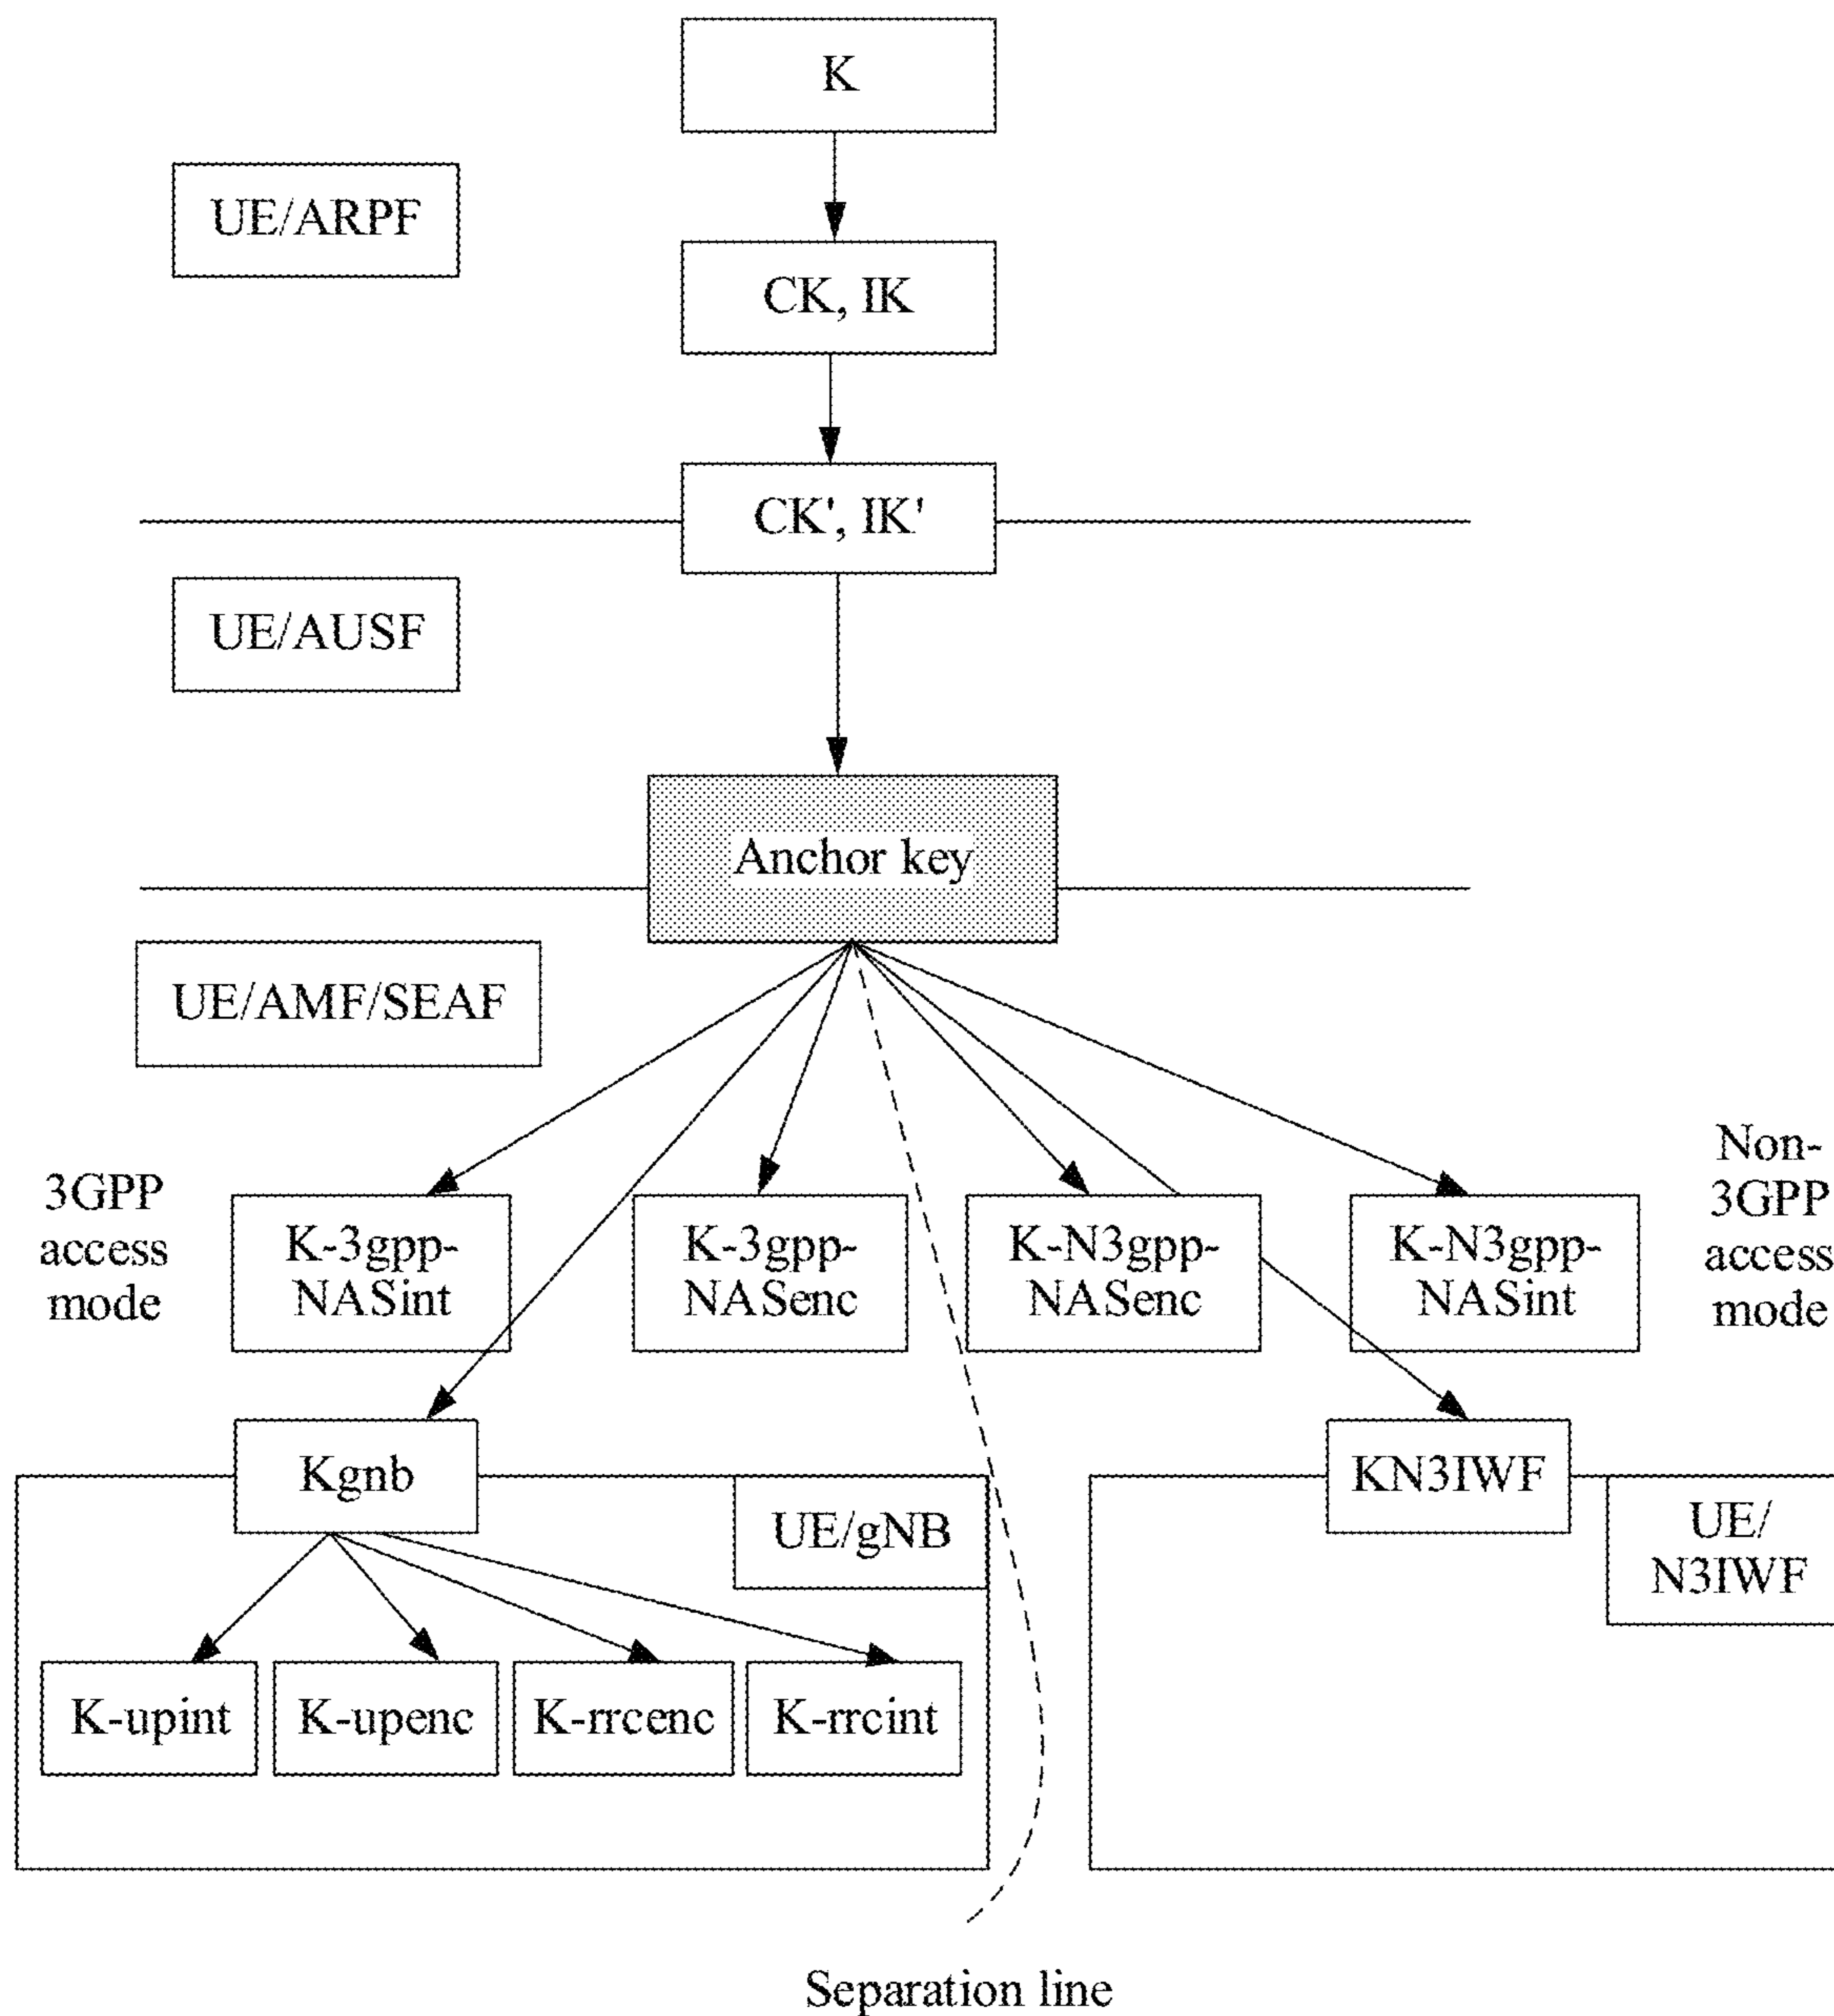 K
UE/ARPF
CK, IK
CK', IK'
UE/AUSF
Anchor key
UE/AMF/SEAF
3GPP
access
mode
K-3gpp-
NASint
K-3gpp-
NASenc
K-N3gpp-
NASenc
K-N3gpp-
NASint
Non-
3GPP
access
mode
Kgnb
UE/gNB
KN3IWF
UE/
N3IWF
K-upint
K-upenc
K-rrcenc
K-rrcint
Separation line